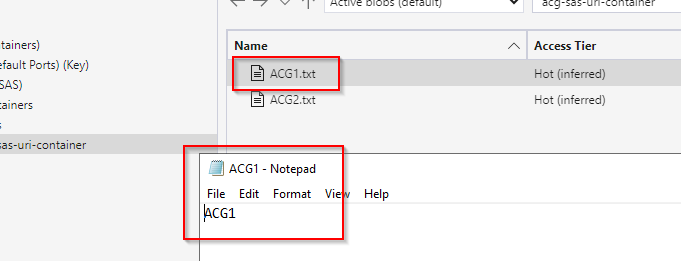 Active blobs (default)
acg-sas-uri-container
Name
Access Tier
ACG1.txt
Hot (inferred)
ACG2.txt
Hot (inferred)
ntainers)
efault Ports) (Key)
SAS)
tainers
s
sas-uri-container
ACG1 - Notepad
File Edit Format View Help
ACG1